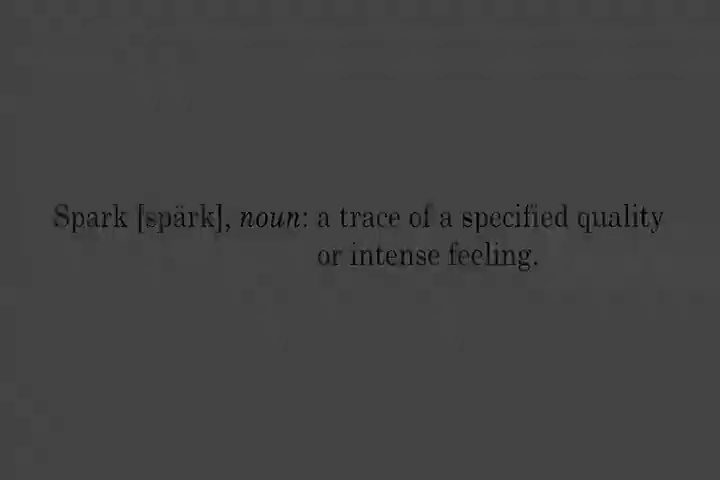 Spark [spärk], noun: a trace of a specified quality
or intense feeling.